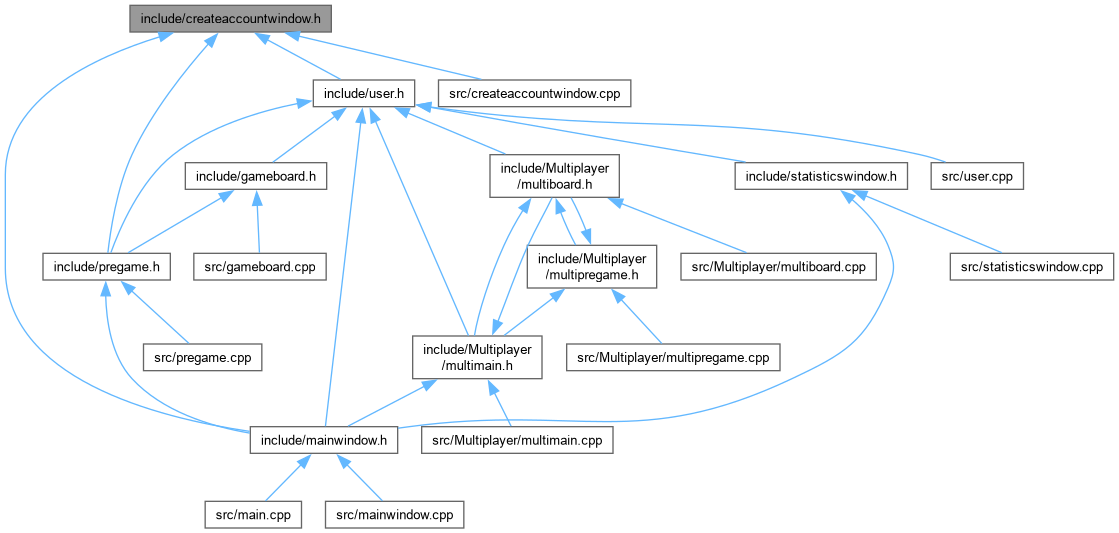 include/createaccountwindow.h
include/user.h
src/createaccountwindow.cpp
include/gameboard.h
include/Multiplayer
/multiboard.h
include/statisticswindow.h
src/user.cpp
include/pregame.h
src/gameboard.cpp
include/Multiplayer
/multipregame.h
src/Multiplayer/multiboard.cpp
src/statisticswindow.cpp
src/pregame.cpp
include/Multiplayer
/multimain.h
src/Multiplayer/multipregame.cpp
include/mainwindow.h
src/Multiplayer/multimain.cpp
src/main.cpp
src/mainwindow.cpp